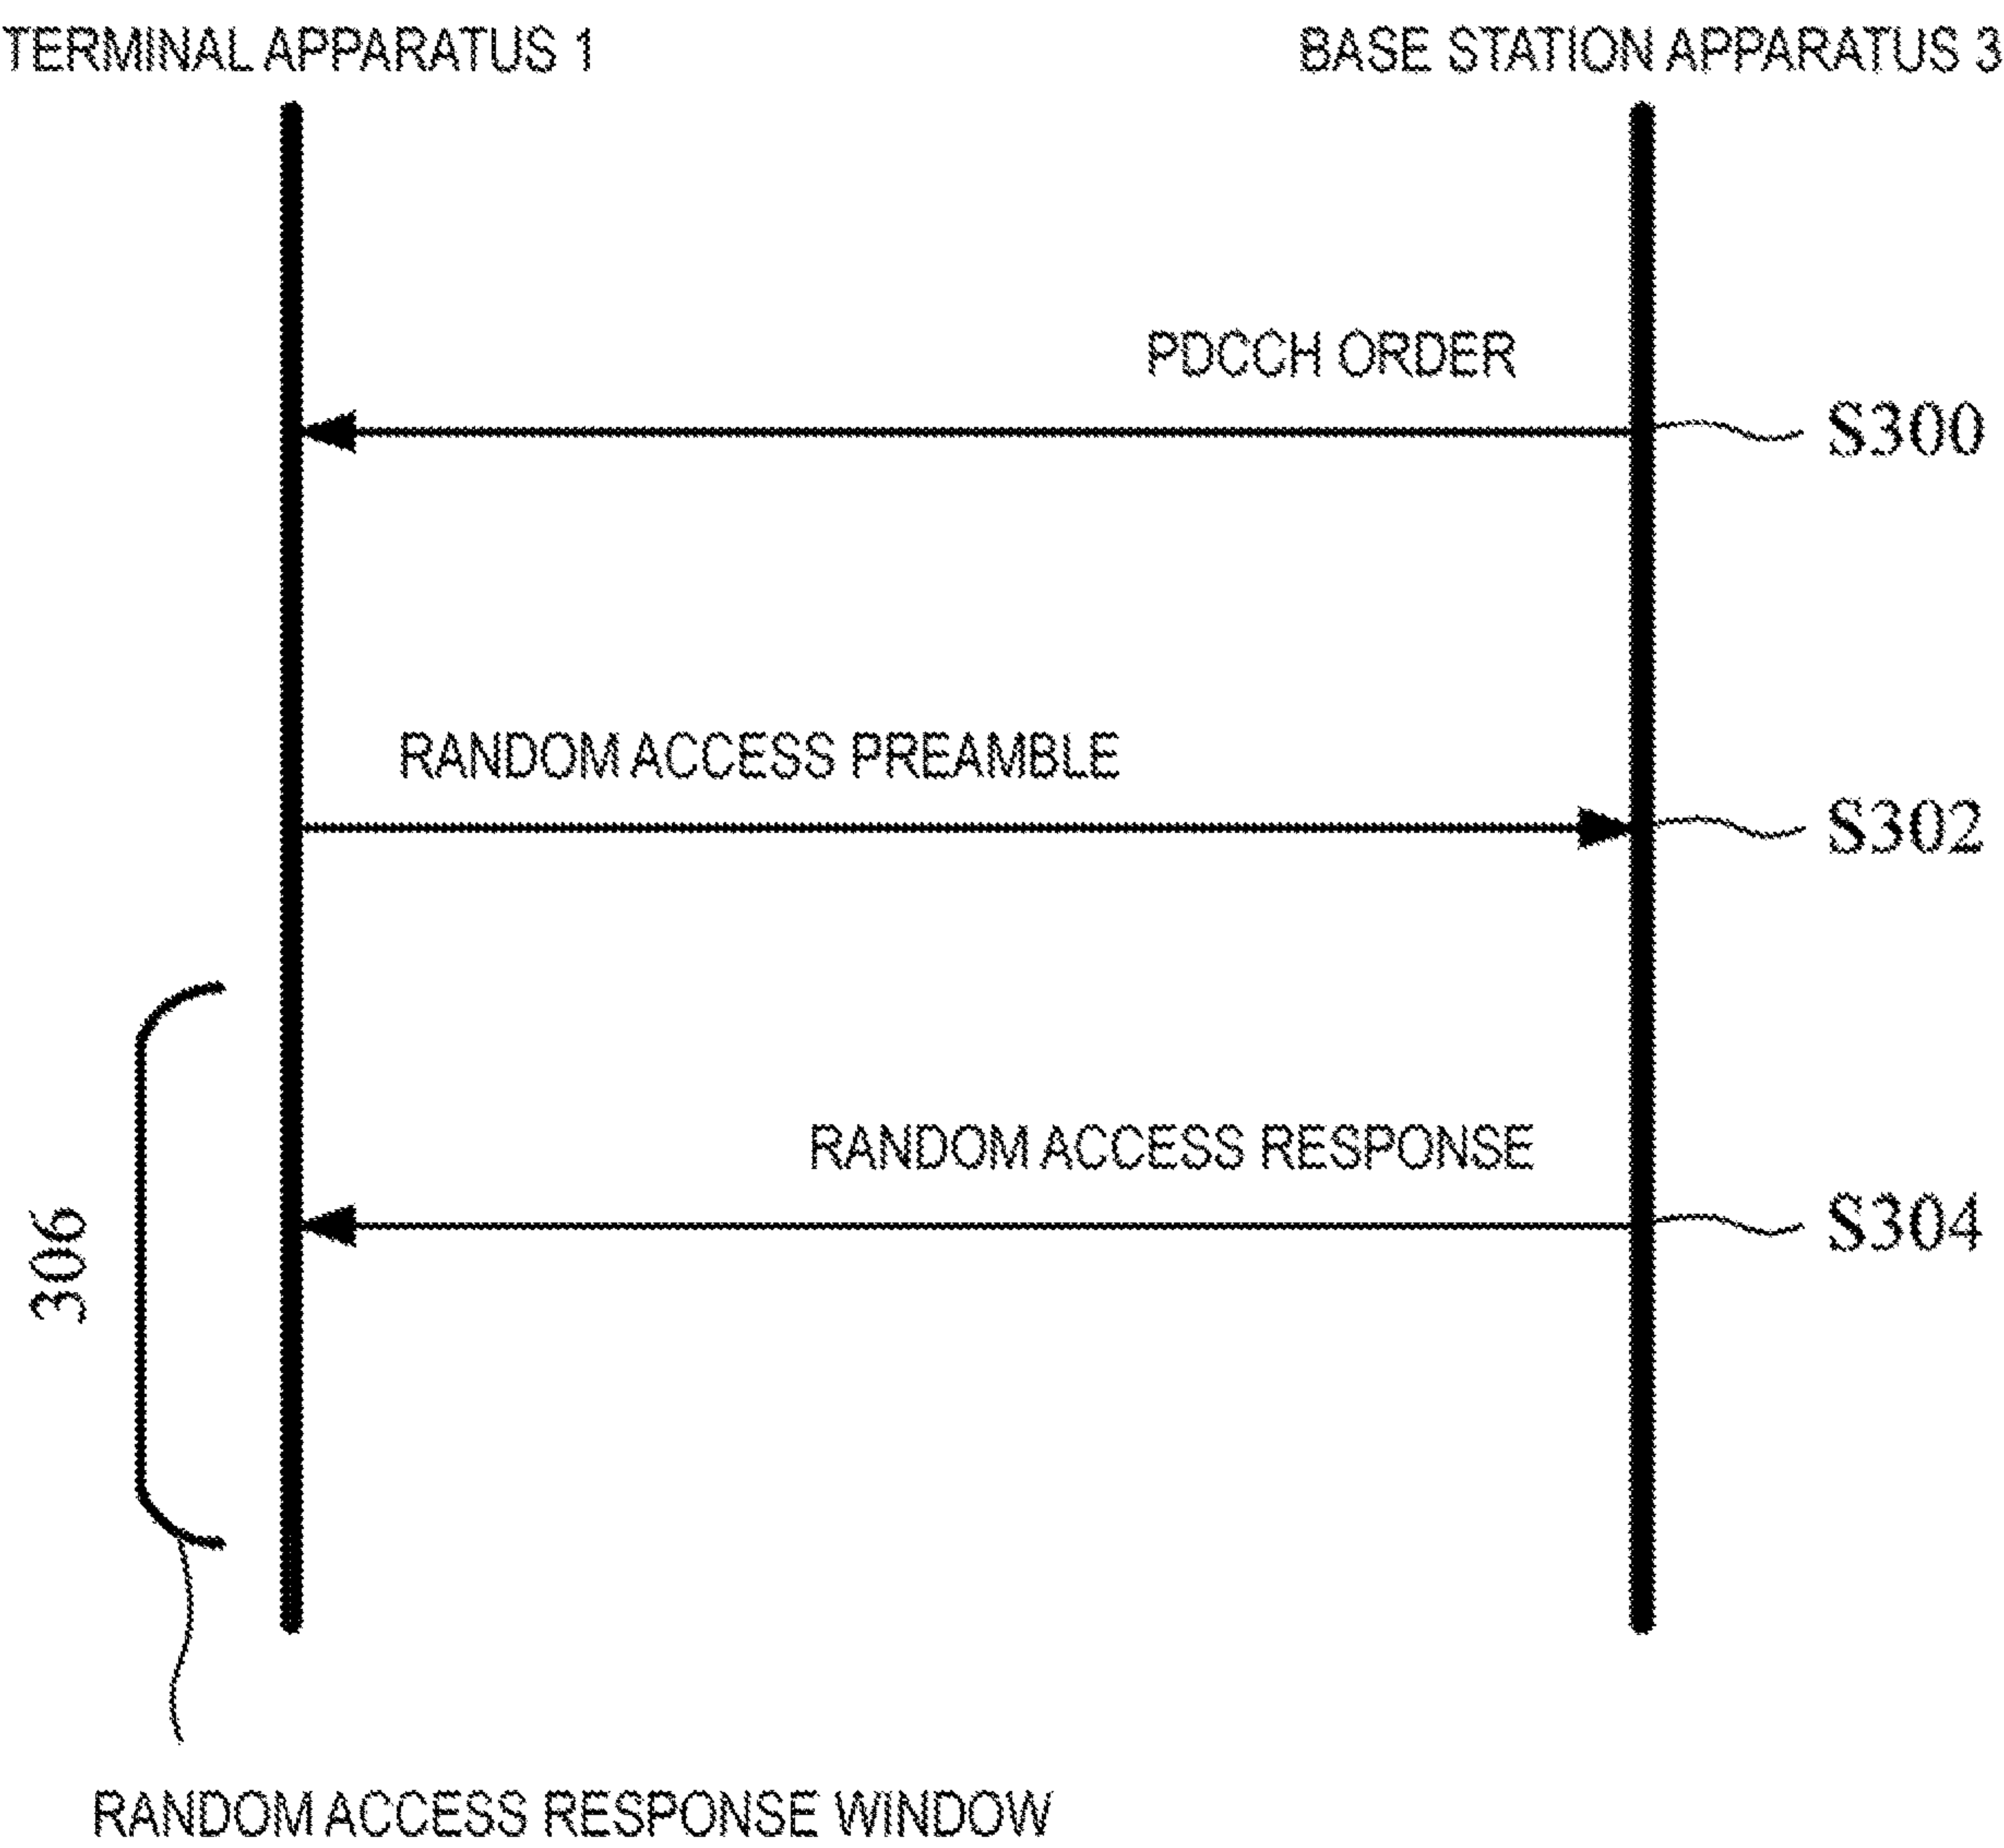 TERMINAL APPARATUS 1
BASE STATION APPARATUS 3
PDCCH ORDER
S300
RANDOM ACCESS PREAMBLE
S302
RANDOM ACCESS RESPONSE
S304
306
RANDOM ACCESS RESPONSE WINDOW